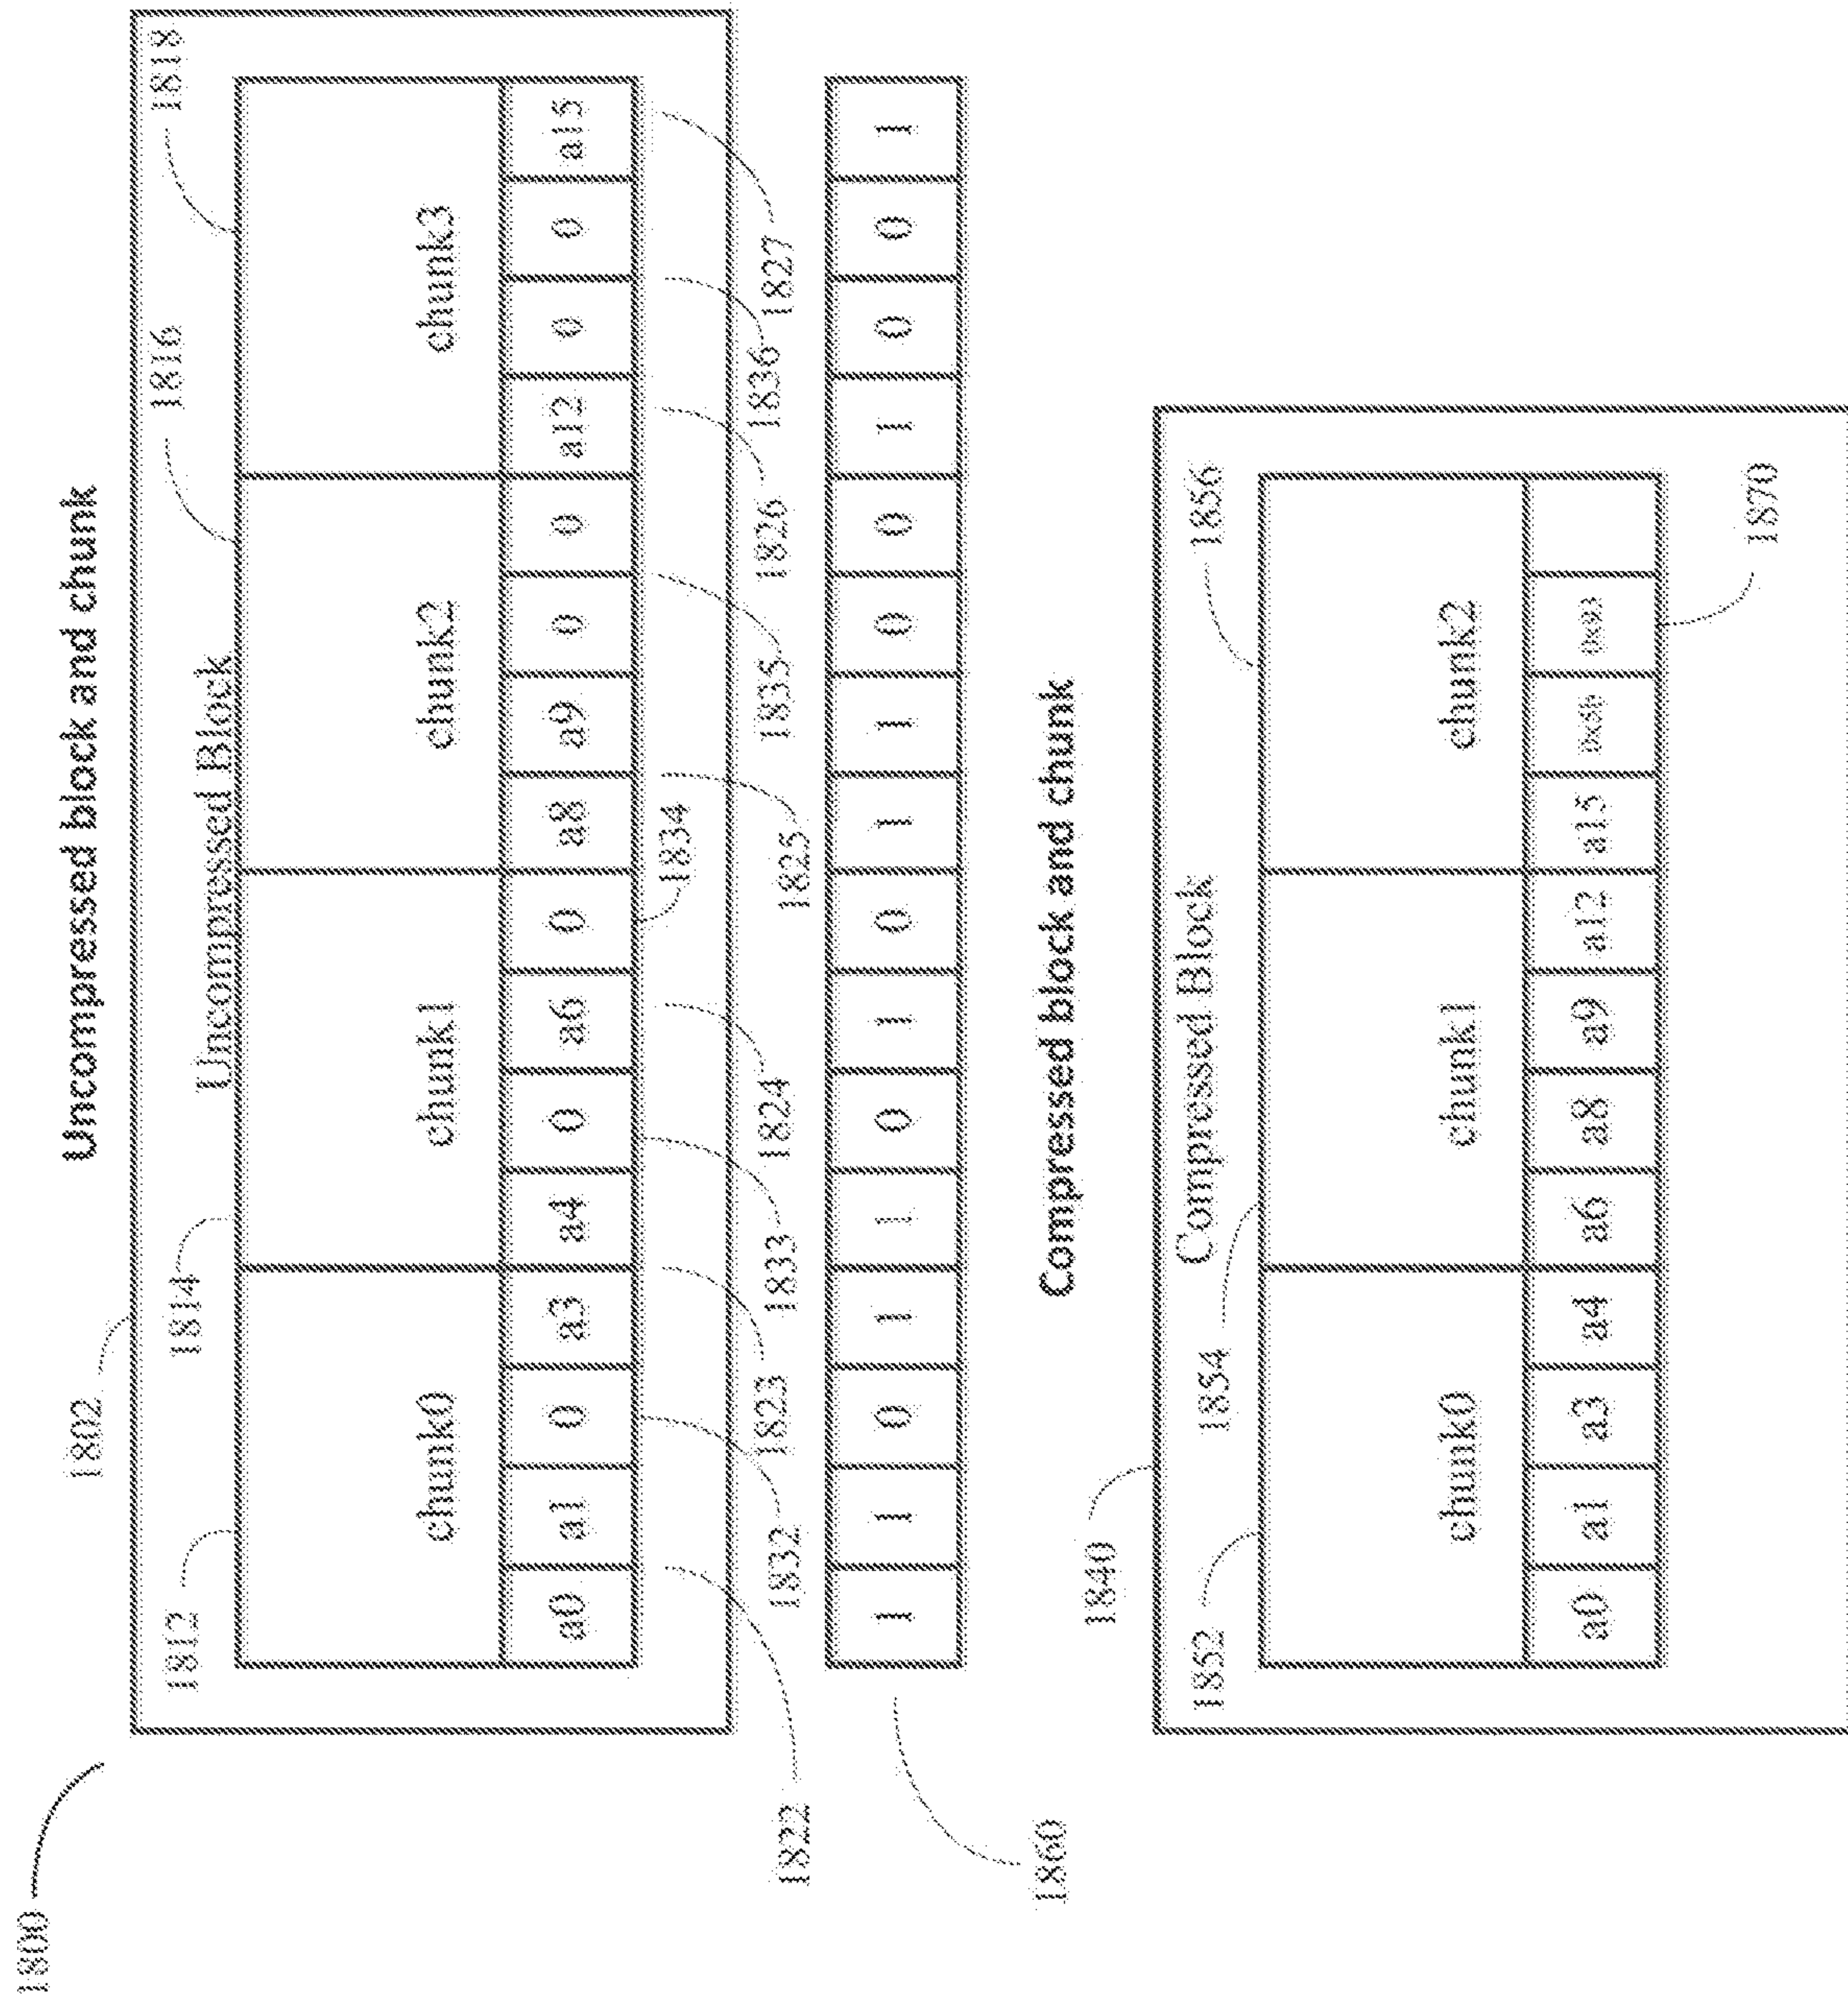 1800
Uncompressed block and chunk
1802
1812 1814 1816 1818
Uncompressed Block
chunk0 chunk1 chunk2 chunk3
a0 a1 0 a3 a4 0 a6 0 a8 a9 0 0 a12 0 0 a15
1822 1832 1823 1833 1824 1834 1825 1835 1826 1836 1827
1 1 0 1 1 0 1 0 1 1 0 0 1 0 0 1
1860
Compressed block and chunk
1840
1852 1854 1856
Compressed Block
chunk0 chunk1 chunk2
a0 a1 a3 a4 a6 a8 a9 a12 a15 0x5b 0x93
1870